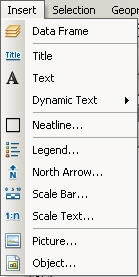 Insert Selection Geopr
Data Frame
Title Title
A Text
Dynamic Text
Neatline...
Legend...
N North Arrow...
Scale Bar...
1:n Scale Text...
Picture...
Object...